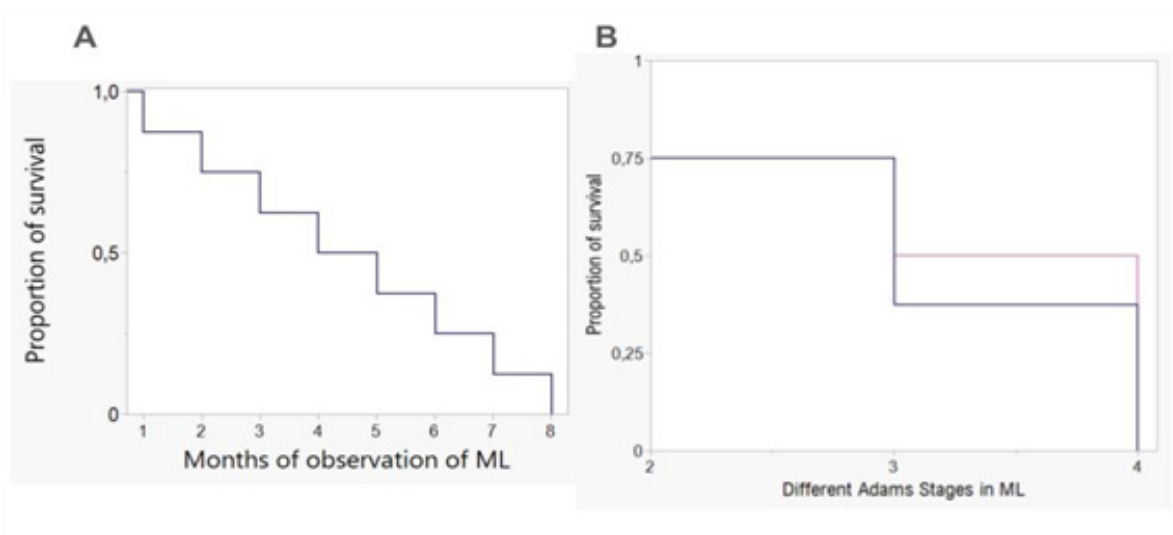 A
Proportion of survival
1,0
0,5
0
1 2 3 4 5 6 7 8
Months of observation of ML
B
Proportion of survival
1
0,75
0,5
0,25
0
2 3 4
Different Adams Stages in ML